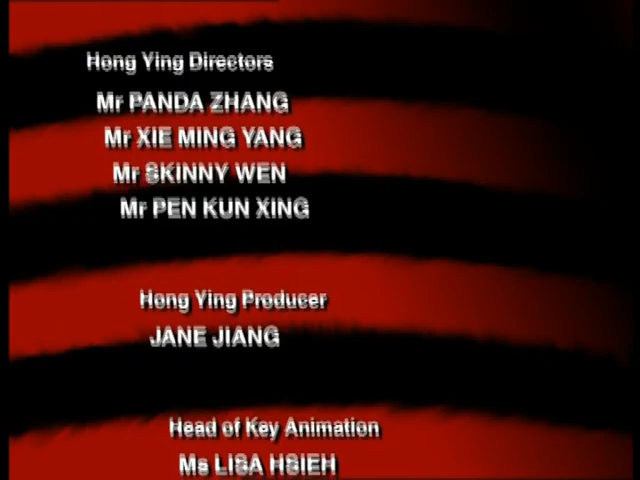 Hong Ying Directors
Mr PANDA ZHANG
Mr XIE MING YANG
Mr SKINNY WEN
Mr PEN KUN XING
Hong Ying Producer
JANE JIANG
Head of Key Animation
Ms LISA HSIEH